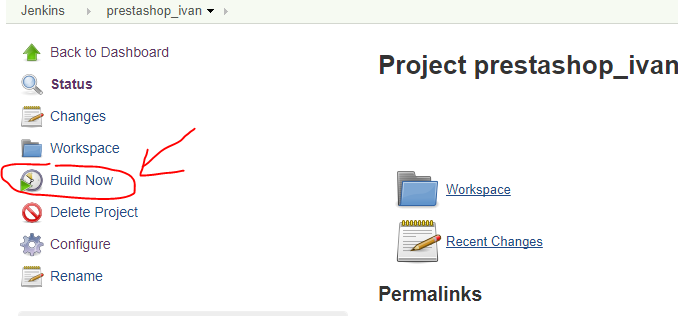 Jenkins prestashop_ivan
Back to Dashboard
Status
Changes
Workspace
Build Now
Delete Project
Configure
Rename
Project prestashop_ivan
Workspace
Recent Changes
Permalinks